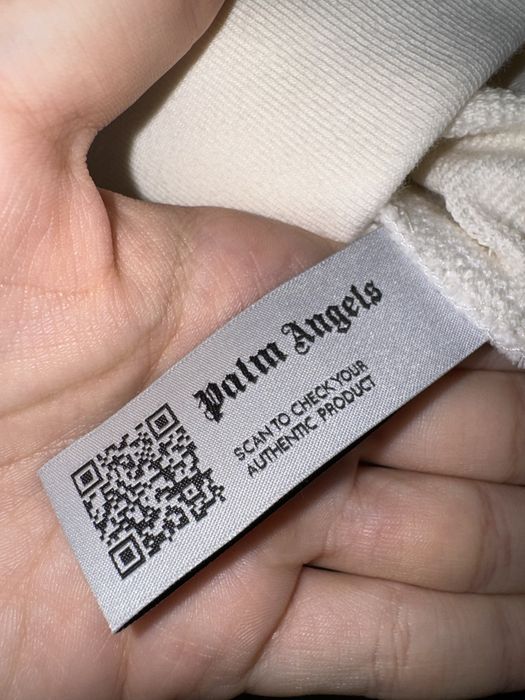 Palm Angels
SCAN TO CHECK YOUR
AUTHENTIC PRODUCT